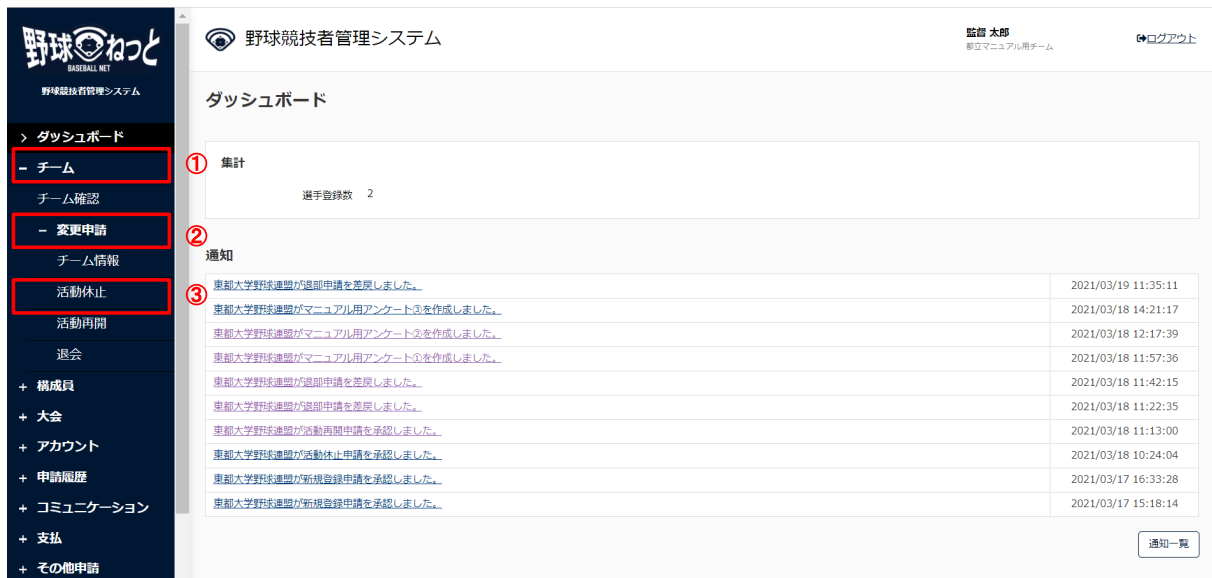 野球ねっと
BASEBALL NET
野球競技者管理システム
> ダッシュボード
− チーム
チーム確認
− 変更申請
チーム情報
活動休止
活動再開
退会
+ 構成員
+ 大会
+ アカウント
+ 申請履歴
+ コミュニケーション
+ 支払
+ その他申請
①
②
③
野球競技者管理システム
監督 太郎
都立マニュアル用チーム
ログアウト
ダッシュボード
集計
選手登録数 2
通知
東都大学野球連盟が退部申請を差戻しました。 2021/03/19 11:35:11
東都大学野球連盟がマニュアル用アンケート③を作成しました。 2021/03/18 14:21:17
東都大学野球連盟がマニュアル用アンケート②を作成しました。 2021/03/18 12:17:39
東都大学野球連盟がマニュアル用アンケート①を作成しました。 2021/03/18 11:57:36
東都大学野球連盟が退部申請を差戻しました。 2021/03/18 11:42:15
東都大学野球連盟が退部申請を差戻しました。 2021/03/18 11:22:35
東都大学野球連盟が活動再開申請を承認しました。 2021/03/18 11:13:00
東都大学野球連盟が活動休止申請を承認しました。 2021/03/18 10:24:04
東都大学野球連盟が新規登録申請を承認しました。 2021/03/17 16:33:28
東都大学野球連盟が新規登録申請を承認しました。 2021/03/17 15:18:14
通知一覧